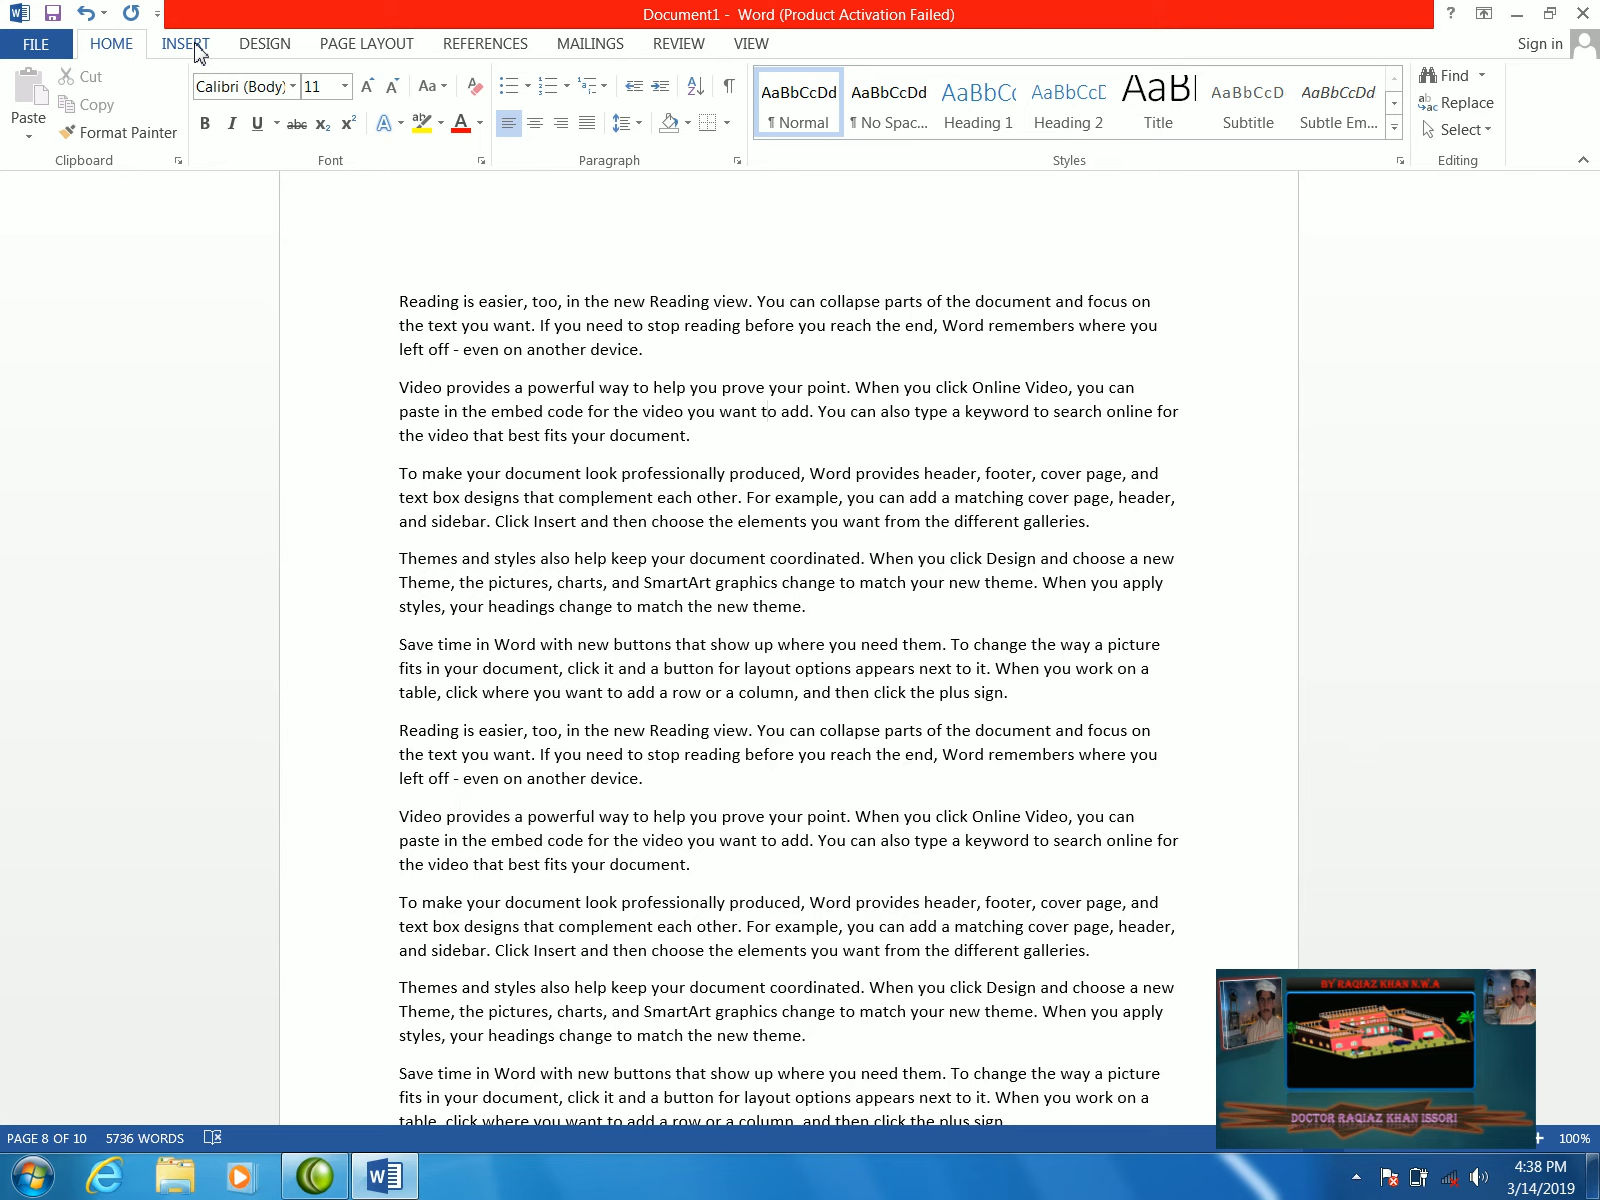 Document1 - Word (Product Activation Failed)
?
FILE HOME INSERT DESIGN PAGE LAYOUT REFERENCES MAILINGS REVIEW VIEW Sign in
Paste
Cut
Copy
Format Painter
Clipboard
Calibri (Body) 11 Aa
B I U abc X2 X2 A ab A
Font
Paragraph
AaBbCcDd AaBbCcDd AaBbCc AaBbCcD AaBb AaBbCcD AaBbCcDd
¶ Normal ¶ No Spac... Heading 1 Heading 2 Title Subtitle Subtle Em...
Styles
Find
Replace
Select
Editing
Reading is easier, too, in the new Reading view. You can collapse parts of the document and focus on
the text you want. If you need to stop reading before you reach the end, Word remembers where you
left off - even on another device.
Video provides a powerful way to help you prove your point. When you click Online Video, you can
paste in the embed code for the video you want to add. You can also type a keyword to search online for
the video that best fits your document.
To make your document look professionally produced, Word provides header, footer, cover page, and
text box designs that complement each other. For example, you can add a matching cover page, header,
and sidebar. Click Insert and then choose the elements you want from the different galleries.
Themes and styles also help keep your document coordinated. When you click Design and choose a new
Theme, the pictures, charts, and SmartArt graphics change to match your new theme. When you apply
styles, your headings change to match the new theme.
Save time in Word with new buttons that show up where you need them. To change the way a picture
fits in your document, click it and a button for layout options appears next to it. When you work on a
table, click where you want to add a row or a column, and then click the plus sign.
Reading is easier, too, in the new Reading view. You can collapse parts of the document and focus on
the text you want. If you need to stop reading before you reach the end, Word remembers where you
left off - even on another device.
Video provides a powerful way to help you prove your point. When you click Online Video, you can
paste in the embed code for the video you want to add. You can also type a keyword to search online for
the video that best fits your document.
To make your document look professionally produced, Word provides header, footer, cover page, and
text box designs that complement each other. For example, you can add a matching cover page, header,
and sidebar. Click Insert and then choose the elements you want from the different galleries.
Themes and styles also help keep your document coordinated. When you click Design and choose a new
Theme, the pictures, charts, and SmartArt graphics change to match your new theme. When you apply
styles, your headings change to match the new theme.
Save time in Word with new buttons that show up where you need them. To change the way a picture
fits in your document, click it and a button for layout options appears next to it. When you work on a
table, click where you want to add a row or a column, and then click the plus sign.
BY RAQIAZ KHAN N.W.A
DOCTOR RAQIAZ KHAN ISSORI
PAGE 8 OF 10 5736 WORDS 100%
4:38 PM
3/14/2019